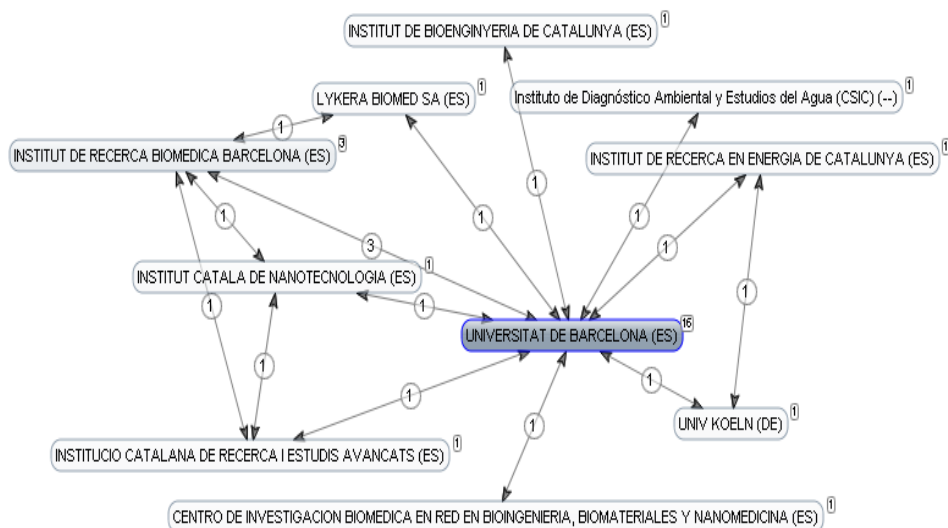 INSTITUT DE BIOENGINYERIA DE CATALUNYA (ES) 1
LYKERA BIOMED SA (ES) 1
Instituto de Diagnóstico Ambiental y Estudios del Agua (CSIC) (--) 1
1
INSTITUT DE RECERCA BIOMEDICA BARCELONA (ES) 3
INSTITUT DE RECERCA EN ENERGIA DE CATALUNYA (ES) 1
1
1
1
1
3
1
INSTITUT CATALA DE NANOTECNOLOGIA (ES) 1
1
1
1
UNIVERSITAT DE BARCELONA (ES) 16
1
1
1
UNIV KOELN (DE) 1
1
INSTITUCIO CATALANA DE RECERCA I ESTUDIS AVANCATS (ES) 1
CENTRO DE INVESTIGACION BIOMEDICA EN RED EN BIOINGENIERIA, BIOMATERIALES Y NANOMEDICINA (ES) 1